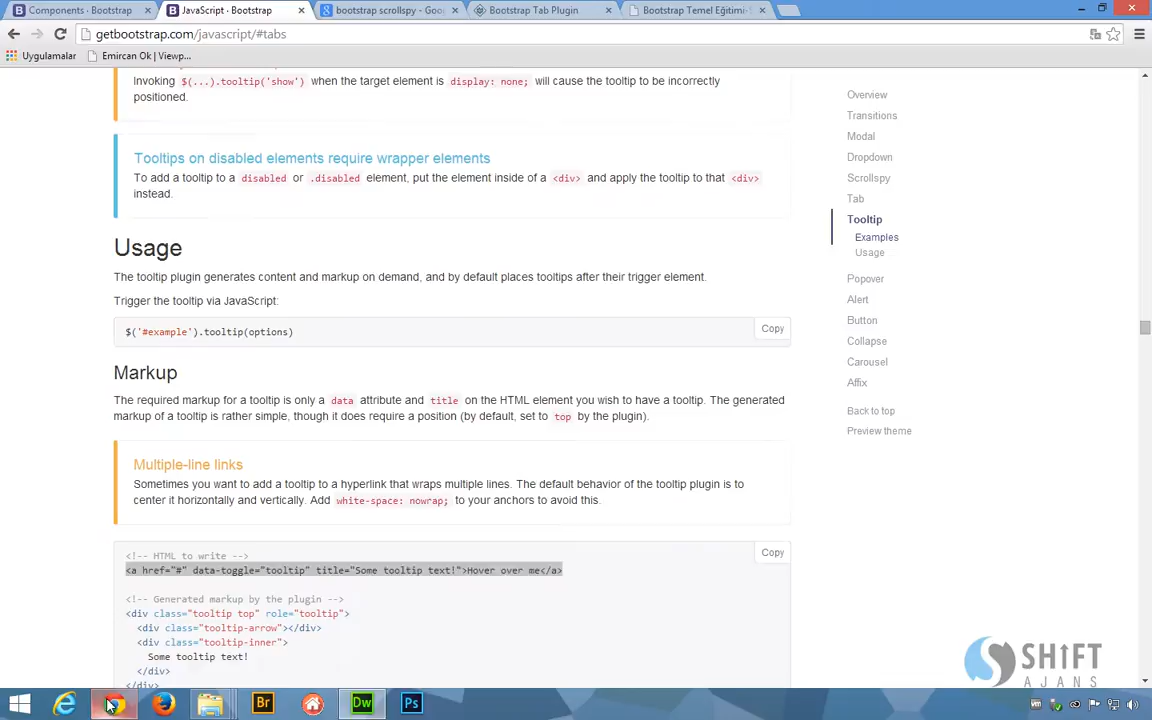 Components · Bootstrap
JavaScript · Bootstrap
bootstrap scrollspy - Goo
Bootstrap Tab Plugin
Bootstrap Temel Eğitimi-
getbootstrap.com/javascript/#tabs
Uygulamalar
Emircan Ok | Viewp...
Invoking $(...).tooltip('show') when the target element is display: none; will cause the tooltip to be incorrectly
positioned.
Tooltips on disabled elements require wrapper elements
To add a tooltip to a disabled or .disabled element, put the element inside of a <div> and apply the tooltip to that <div>
instead.
Usage
The tooltip plugin generates content and markup on demand, and by default places tooltips after their trigger element.
Trigger the tooltip via JavaScript:
$('#example').tooltip(options)
Copy
Markup
The required markup for a tooltip is only a data attribute and title on the HTML element you wish to have a tooltip. The generated
markup of a tooltip is rather simple, though it does require a position (by default, set to top by the plugin).
Multiple-line links
Sometimes you want to add a tooltip to a hyperlink that wraps multiple lines. The default behavior of the tooltip plugin is to
center it horizontally and vertically. Add white-space: nowrap; to your anchors to avoid this.
<!-- HTML to write -->
Copy
<a href="#" data-toggle="tooltip" title="Some tooltip text!">Hover over me</a>
<!-- Generated markup by the plugin -->
<div class="tooltip top" role="tooltip">
<div class="tooltip-arrow"></div>
<div class="tooltip-inner">
Some tooltip text!
</div>
</div>
Overview
Transitions
Modal
Dropdown
Scrollspy
Tab
Tooltip
Examples
Usage
Popover
Alert
Button
Collapse
Carousel
Affix
Back to top
Preview theme
SHIFT
AJANS
Br
Dw
Ps